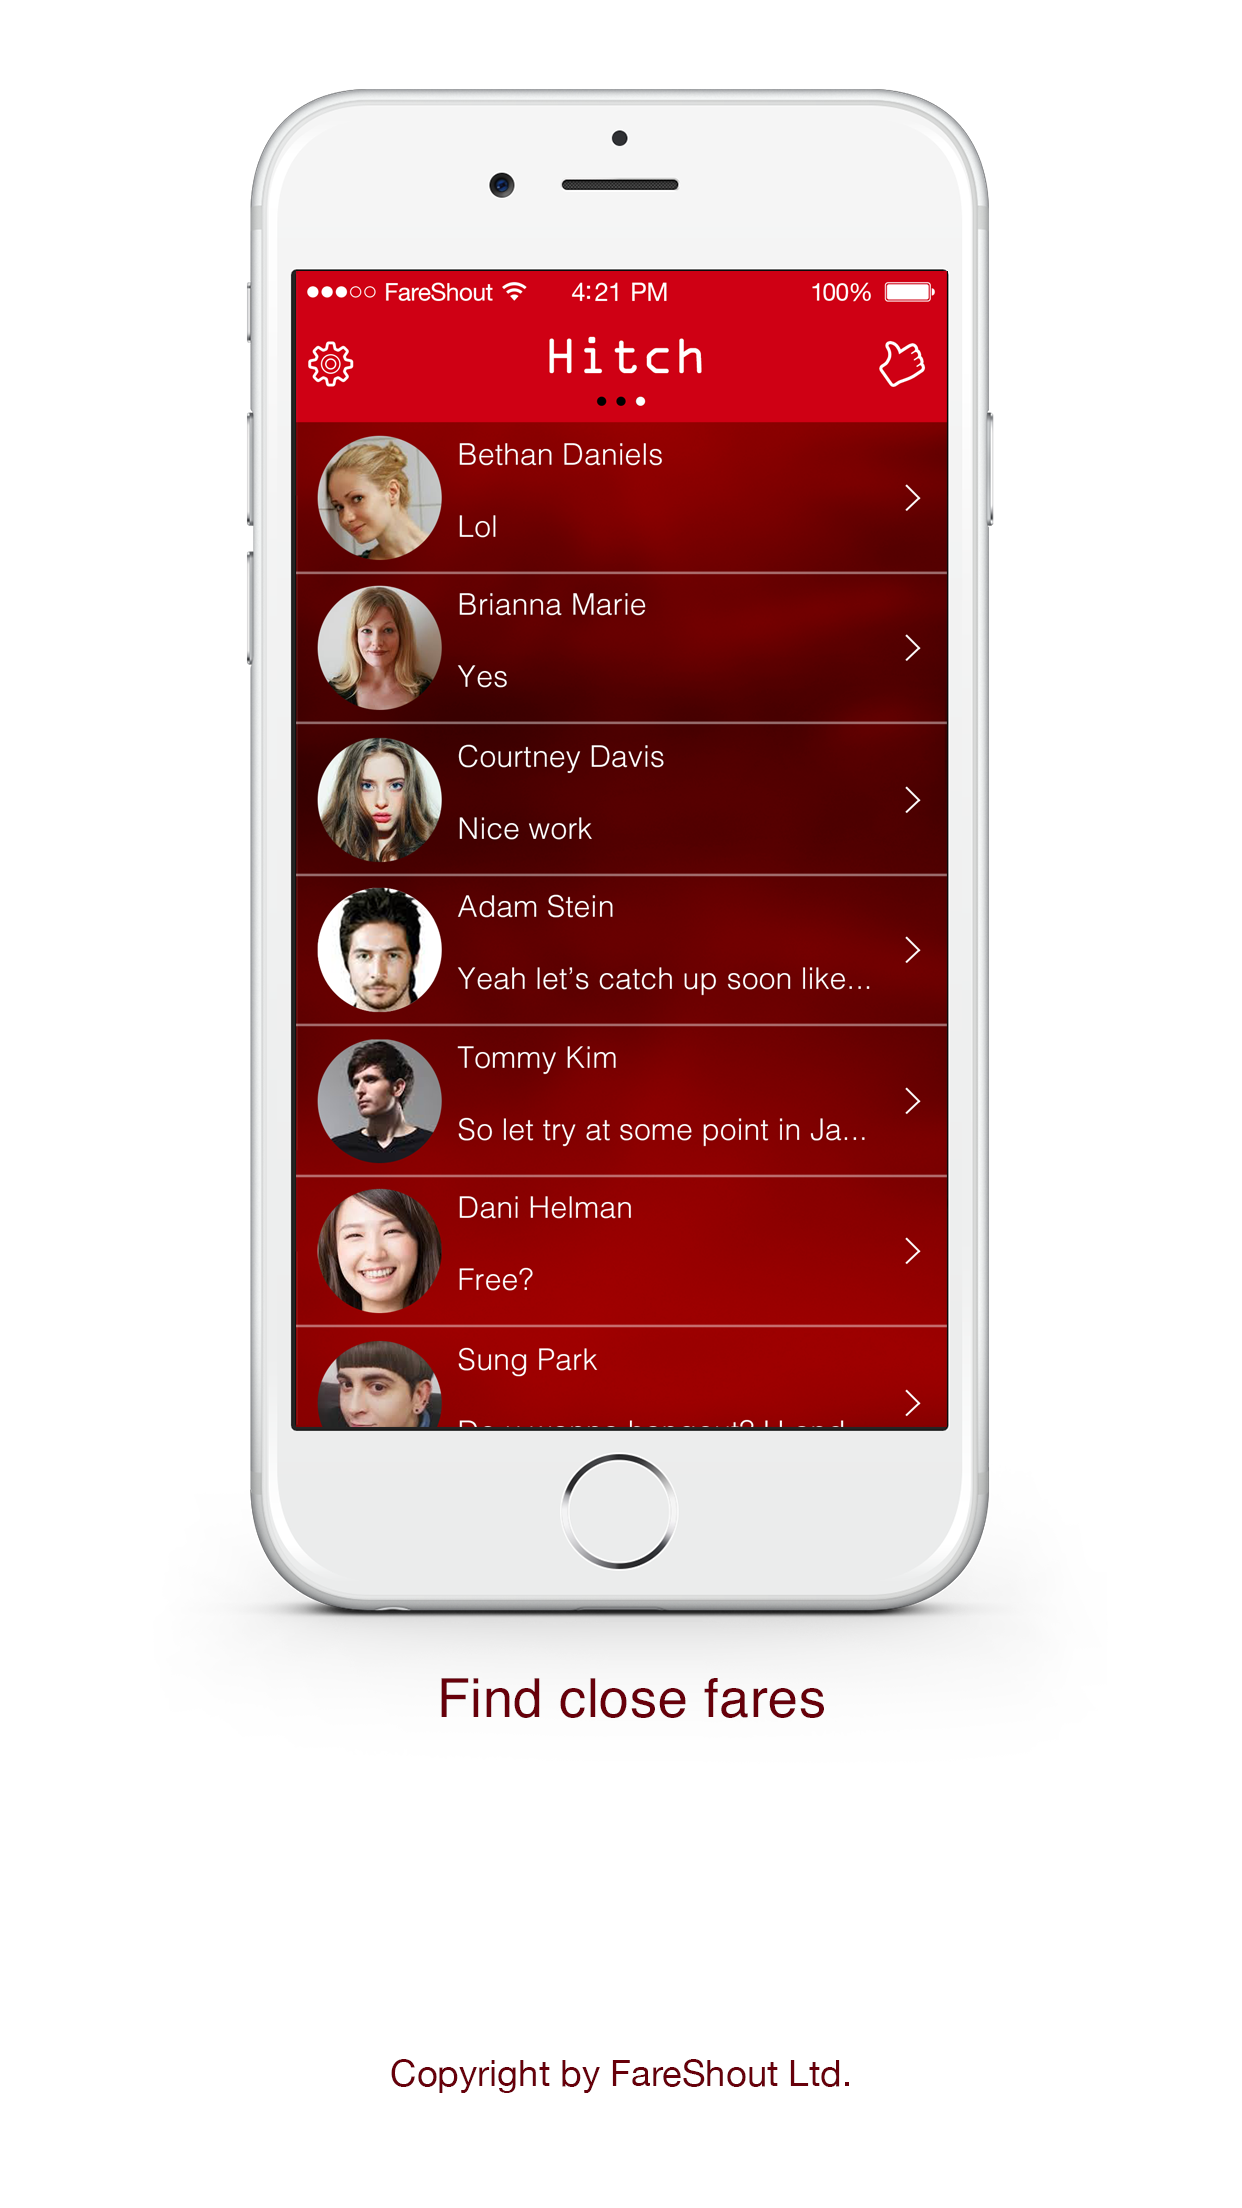 FareShout 4:21 PM 100%
Hitch
Bethan Daniels
Lol
Brianna Marie
Yes
Courtney Davis
Nice work
Adam Stein
Yeah let’s catch up soon like...
Tommy Kim
So let try at some point in Ja...
Dani Helman
Free?
Sung Park
Find close fares
Copyright by FareShout Ltd.